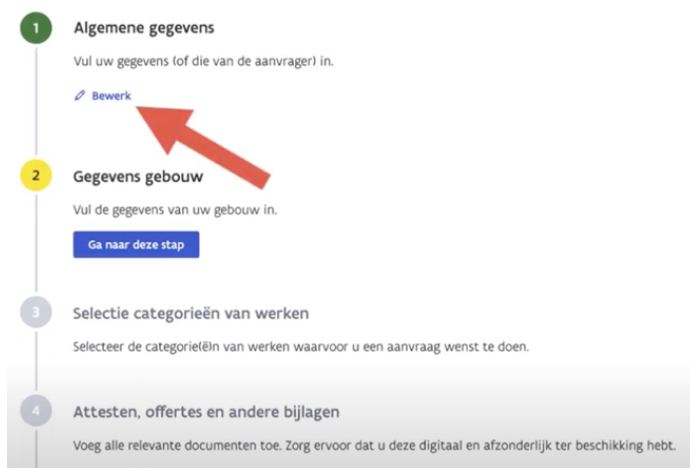 1
Algemene gegevens
Vul uw gegevens (of die van de aanvrager) in.
Bewerk
2
Gegevens gebouw
Vul de gegevens van uw gebouw in.
Ga naar deze stap
3
Selectie categorieën van werken
Selecteer de categorie(ë)n van werken waarvoor u een aanvraag wenst te doen.
4
Attesten, offertes en andere bijlagen
Voeg alle relevante documenten toe. Zorg ervoor dat u deze digitaal en afzonderlijk ter beschikking hebt.